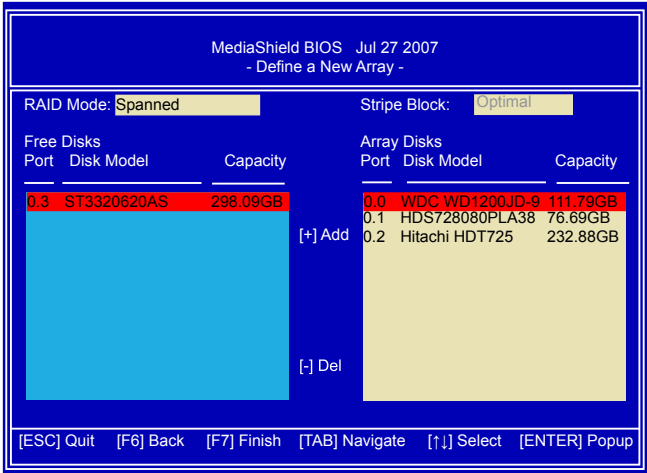 MediaShield BIOS Jul 27 2007
- Define a New Array -
RAID Mode: Spanned Stripe Block: Optimal
Free Disks Array Disks
Port Disk Model Capacity Port Disk Model Capacity
0.3 ST3320620AS 298.09GB 0.0 WDC WD1200JD-9 111.79GB
0.1 HDS728080PLA38 76.69GB
[+] Add 0.2 Hitachi HDT725 232.88GB
[-] Del
[ESC] Quit [F6] Back [F7] Finish [TAB] Navigate [↑↓] Select [ENTER] Popup